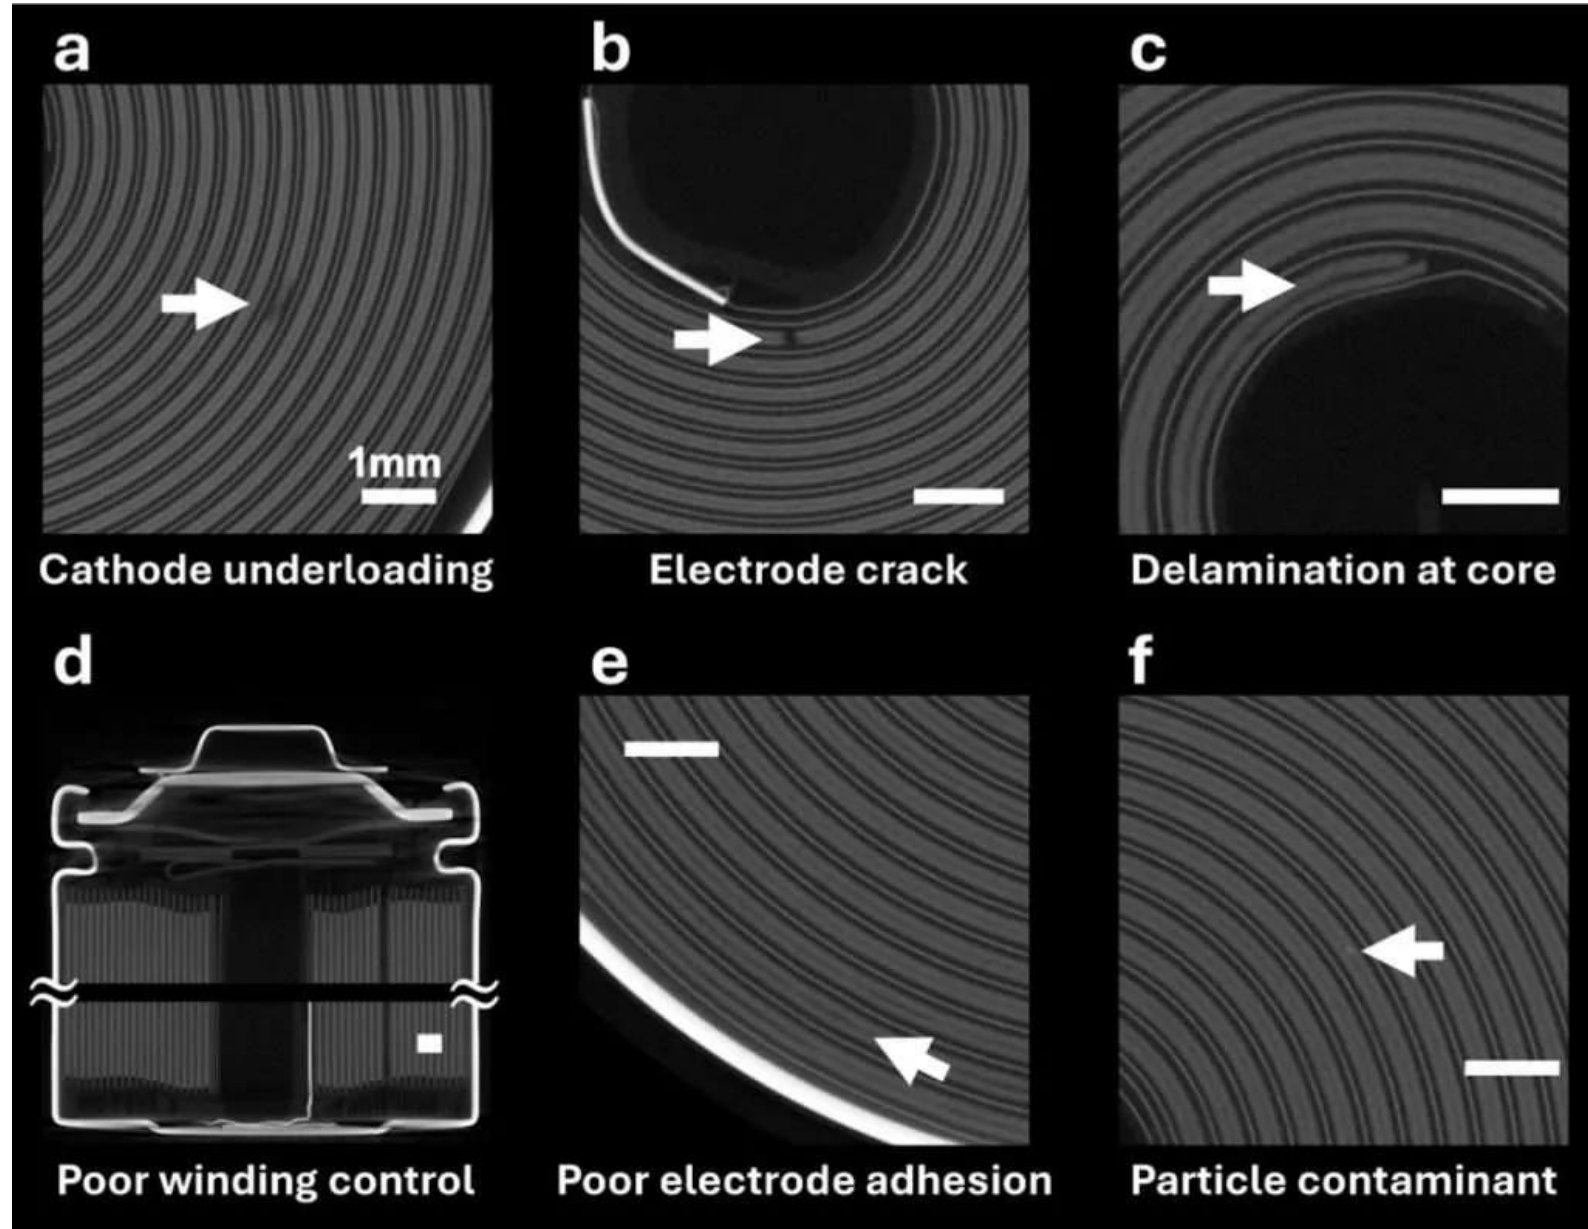 a
b
c
1mm
Cathode underloading
Electrode crack
Delamination at core
d
e
f
Poor winding control
Poor electrode adhesion
Particle contaminant